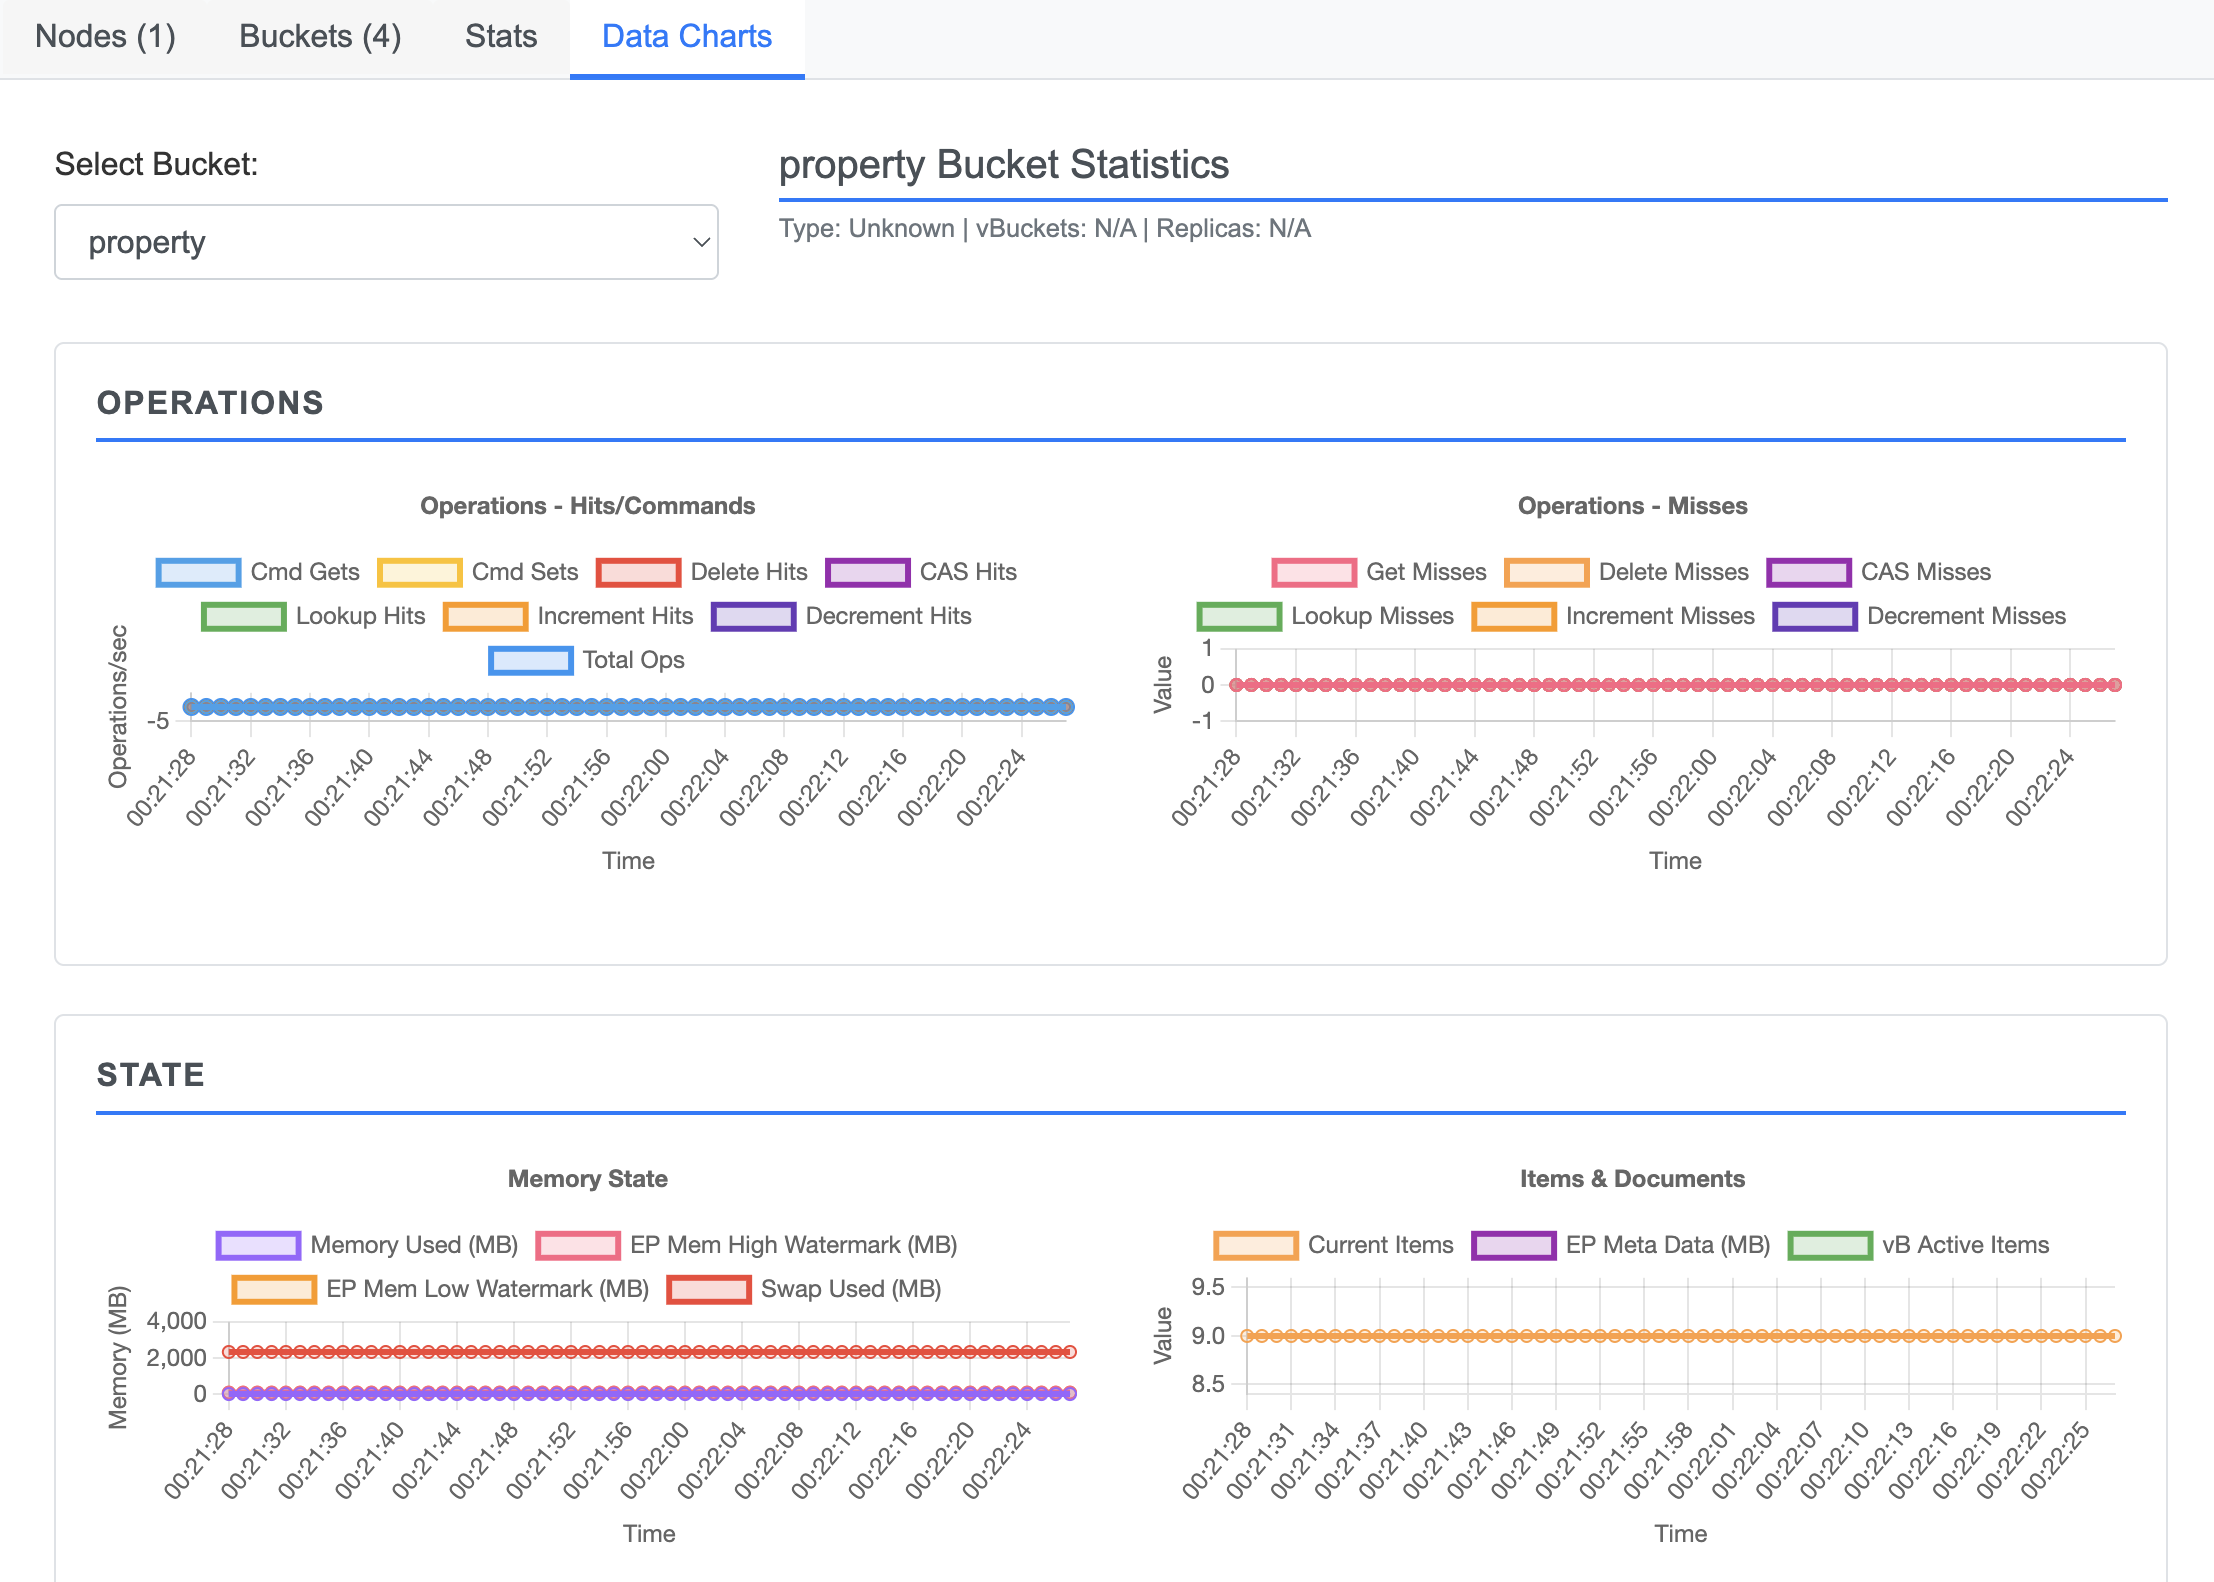 Nodes (1) Buckets (4) Stats Data Charts
Select Bucket:
property
property Bucket Statistics
Type: Unknown | vBuckets: N/A | Replicas: N/A
OPERATIONS
Operations - Hits/Commands
Cmd Gets Cmd Sets Delete Hits CAS Hits
Lookup Hits Increment Hits Decrement Hits
Total Ops
Operations/sec
-5
00:21:28 00:21:32 00:21:36 00:21:40 00:21:44 00:21:48 00:21:52 00:21:56 00:22:00 00:22:04 00:22:08 00:22:12 00:22:16 00:22:20 00:22:24
Time
Operations - Misses
Get Misses Delete Misses CAS Misses
Lookup Misses Increment Misses Decrement Misses
Value
1
0
-1
00:21:28 00:21:32 00:21:36 00:21:40 00:21:44 00:21:48 00:21:52 00:21:56 00:22:00 00:22:04 00:22:08 00:22:12 00:22:16 00:22:20 00:22:24
Time
STATE
Memory State
Memory Used (MB) EP Mem High Watermark (MB)
EP Mem Low Watermark (MB) Swap Used (MB)
Memory (MB)
4,000
2,000
0
00:21:28 00:21:32 00:21:36 00:21:40 00:21:44 00:21:48 00:21:52 00:21:56 00:22:00 00:22:04 00:22:08 00:22:12 00:22:16 00:22:20 00:22:24
Time
Items & Documents
Current Items EP Meta Data (MB) vB Active Items
Value
9.5
9.0
8.5
00:21:28 00:21:31 00:21:34 00:21:37 00:21:40 00:21:43 00:21:46 00:21:49 00:21:52 00:21:55 00:21:58 00:22:01 00:22:04 00:22:07 00:22:10 00:22:13 00:22:16 00:22:19 00:22:22 00:22:25
Time